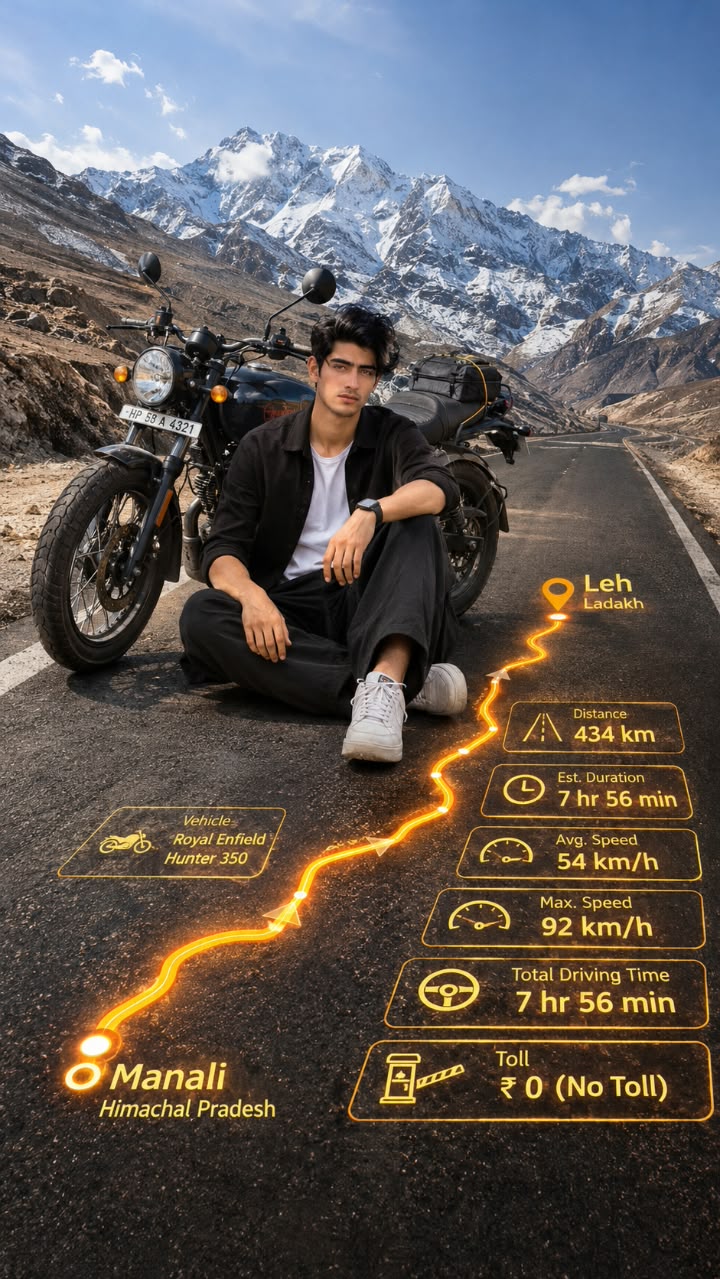 HP 58 A 4321
Leh
Ladakh
Distance
434 km
Est. Duration
7 hr 56 min
Avg. Speed
54 km/h
Vehicle
Royal Enfield
Hunter 350
Max. Speed
92 km/h
Total Driving Time
7 hr 56 min
Toll
₹ 0 (No Toll)
Manali
Himachal Pradesh